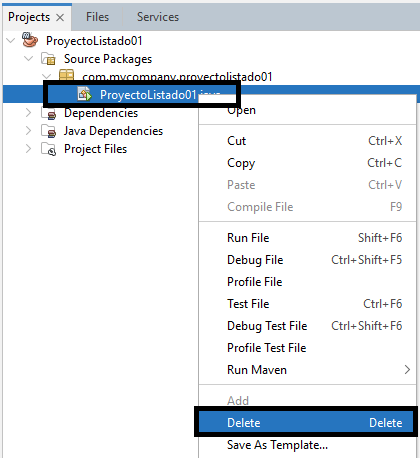 Projects × Files Services
ProyectoListado01
Source Packages
com.mycompany.proyectolistado01
ProyectoListado01.java
Dependencies
Java Dependencies
Project Files
Open
Cut Ctrl+X
Copy Ctrl+C
Paste Ctrl+V
Compile File F9
Run File Shift+F6
Debug File Ctrl+Shift+F5
Profile File
Test File Ctrl+F6
Debug Test File Ctrl+Shift+F6
Profile Test File
Run Maven
Add
Delete Delete
Save As Template...